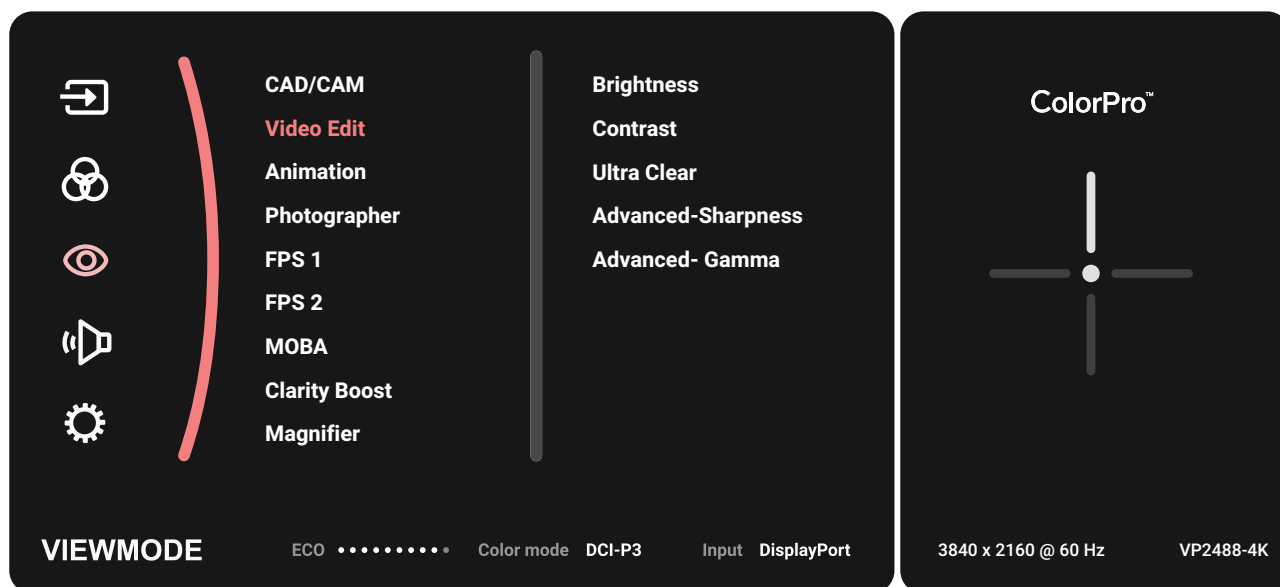 CAD/CAM
Video Edit
Animation
Photographer
FPS 1
FPS 2
MOBA
Clarity Boost
Magnifier
Brightness
Contrast
Ultra Clear
Advanced-Sharpness
Advanced- Gamma
ColorPro™
VIEWMODE
ECO
Color mode DCI-P3
Input DisplayPort
3840 x 2160 @ 60 Hz
VP2488-4K